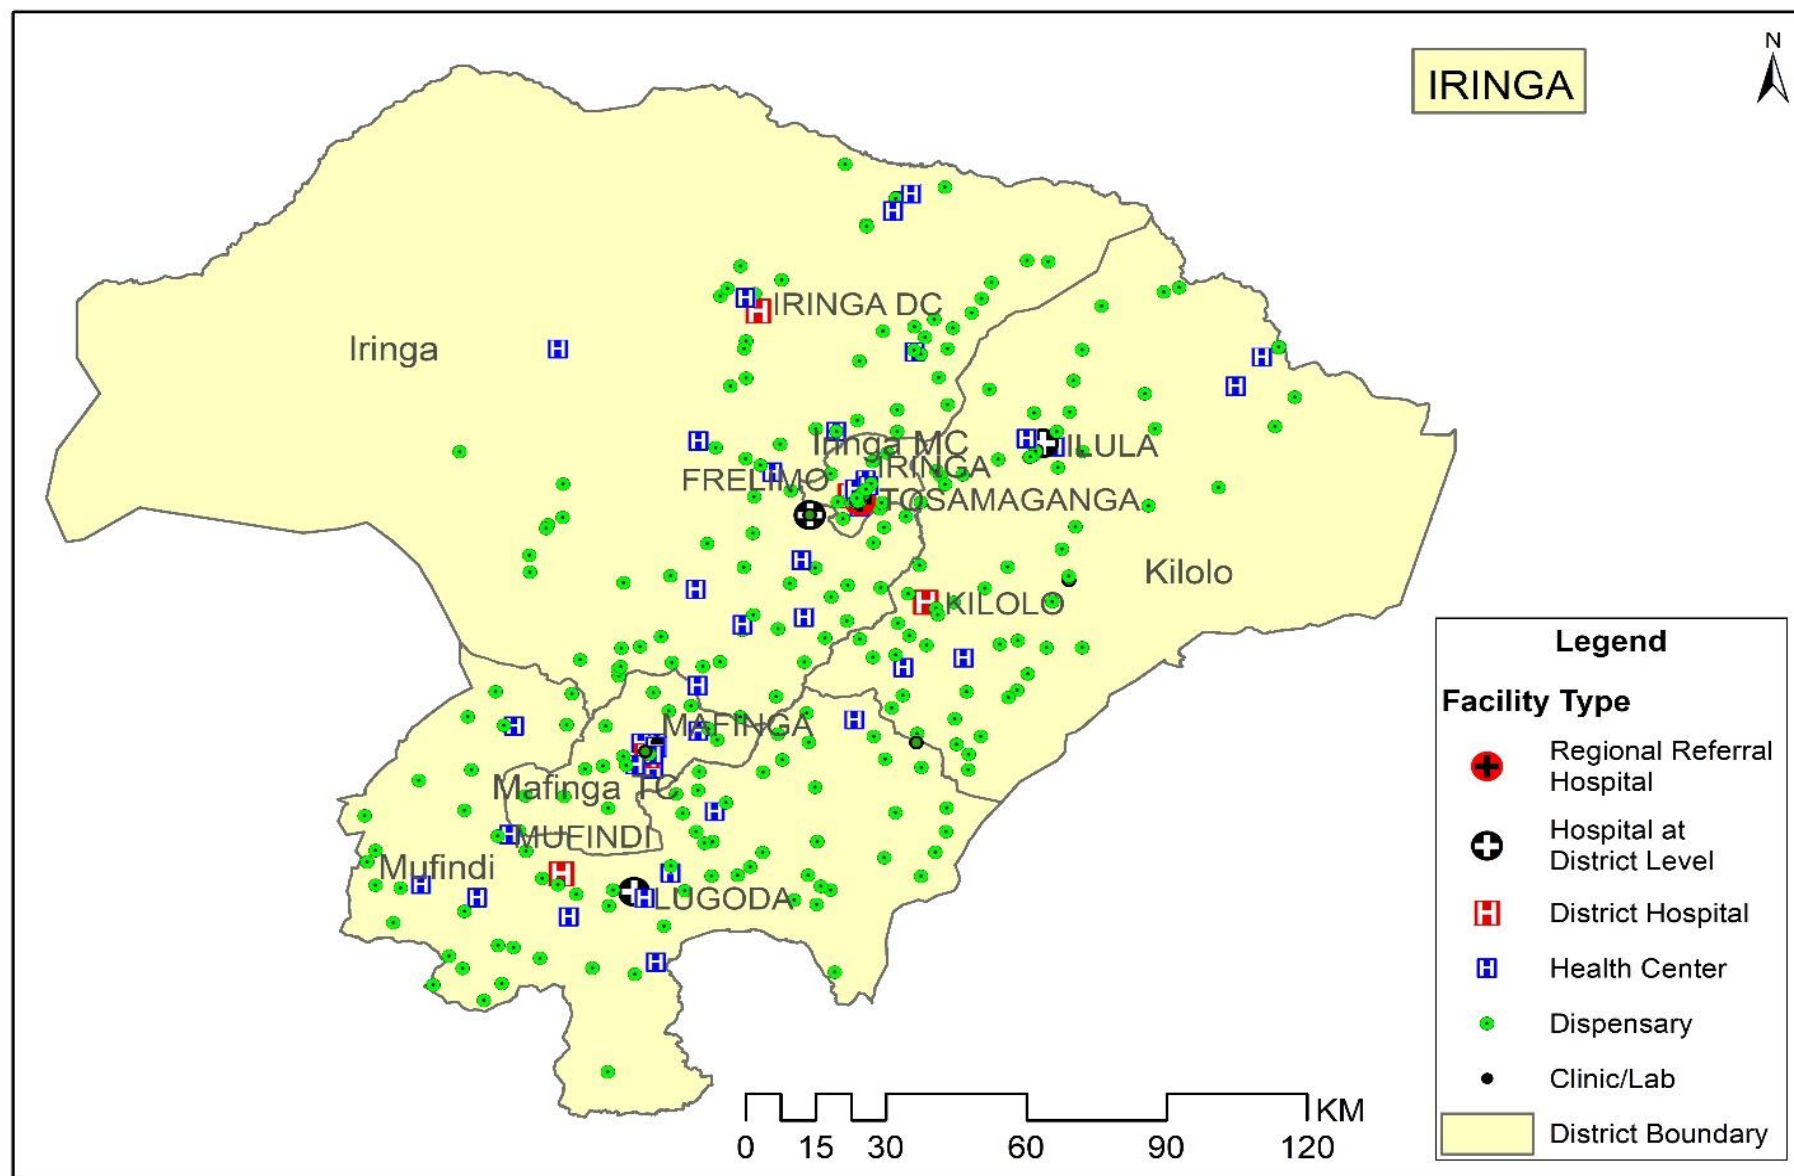 N
IRINGA
IRINGA DC
Iringa
Iringa MC
ILULA
IRINGA
FRELIMO
TOSAMAGANGA
Kilolo
KILOLO
MAFINGA
Mafinga TC
MUFINDI
Mufindi
LUGODA
Legend
Facility Type
Regional Referral
Hospital
Hospital at
District Level
District Hospital
Health Center
Dispensary
Clinic/Lab
District Boundary
KM
0 15 30 60 90 120